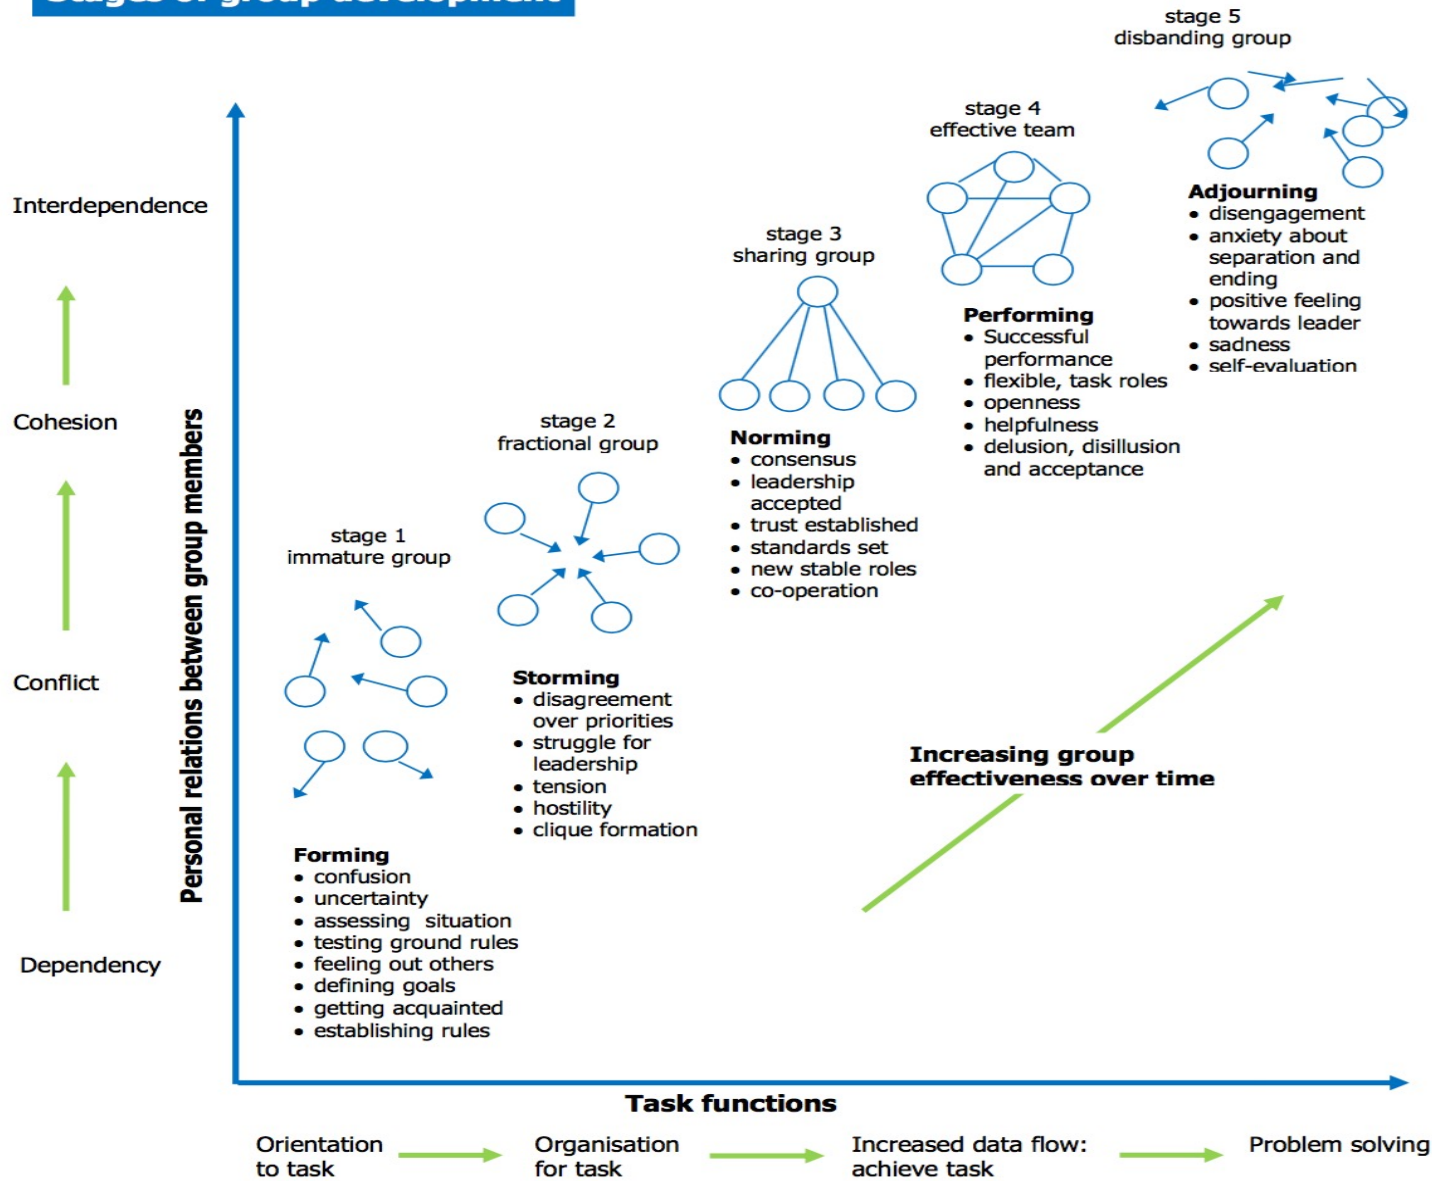 Stages of group development
stage 5
disbanding group
stage 4
effective team
Interdependence
Adjourning
• disengagement
• anxiety about
separation and
ending
• positive feeling
towards leader
• sadness
• self-evaluation
stage 3
sharing group
Performing
• Successful
performance
• flexible, task roles
• openness
• helpfulness
• delusion, disillusion
and acceptance
Cohesion
stage 2
fractional group
Norming
• consensus
• leadership
accepted
• trust established
• standards set
• new stable roles
• co-operation
Personal relations between group members
stage 1
immature group
Conflict
Storming
• disagreement
over priorities
• struggle for
leadership
• tension
• hostility
• clique formation
Increasing group
effectiveness over time
Forming
• confusion
• uncertainty
• assessing situation
• testing ground rules
• feeling out others
• defining goals
• getting acquainted
• establishing rules
Dependency
Task functions
Orientation
to task
Organisation
for task
Increased data flow:
achieve task
Problem solving